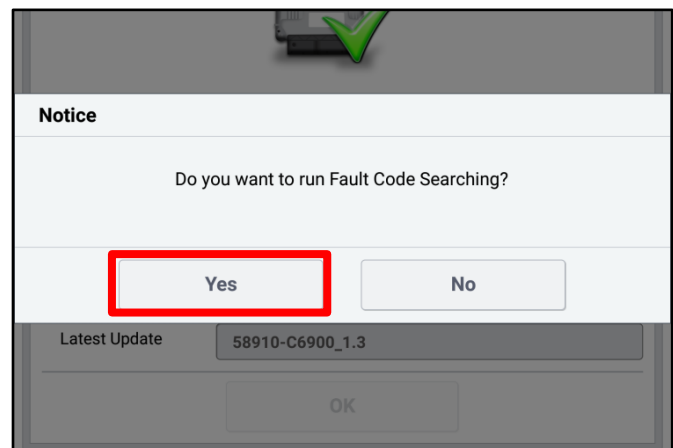 Notice
Do you want to run Fault Code Searching?
Yes No
Latest Update 58910-C6900_1.3
OK